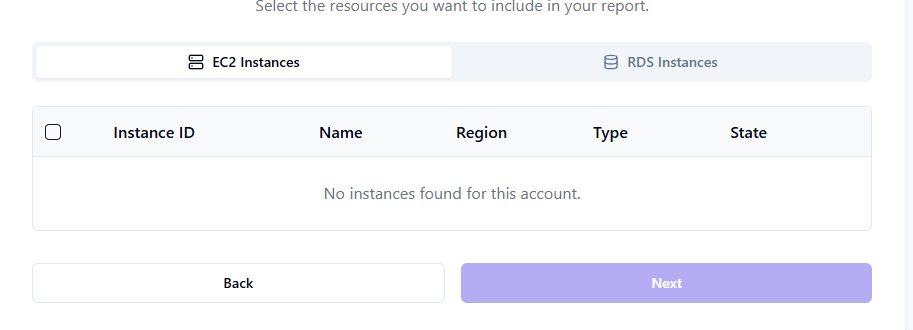 Select the resources you want to include in your report.
EC2 Instances RDS Instances
Instance ID Name Region Type State
No instances found for this account.
Back Next